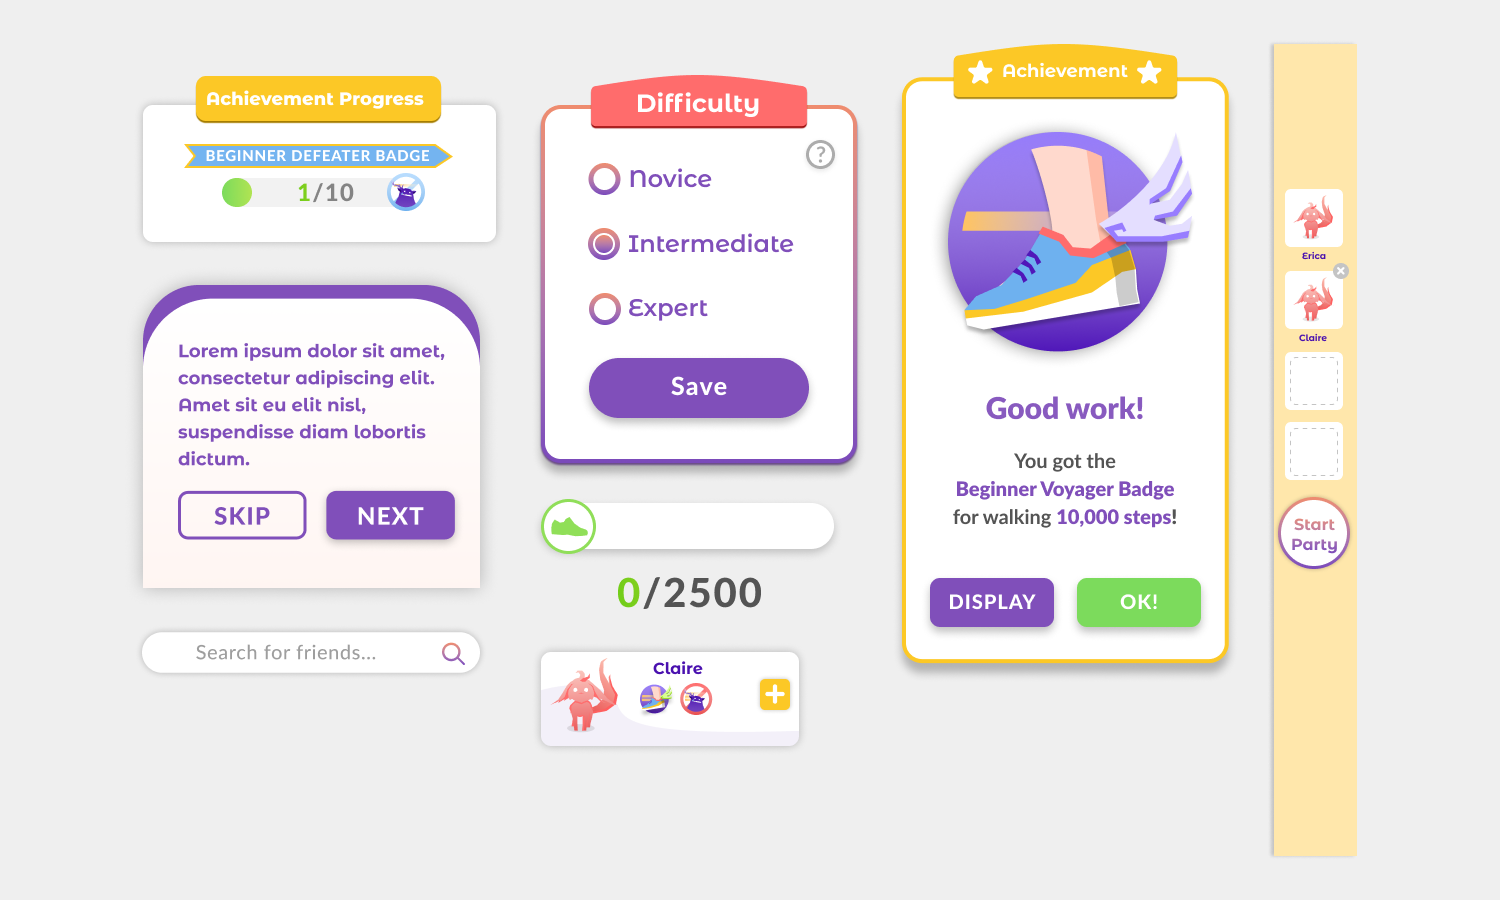 Achievement Progress
BEGINNER DEFEATER BADGE
1/10
Lorem ipsum dolor sit amet,
consectetur adipiscing elit.
Amet sit eu elit nisl,
suspendisse diam lobortis
dictum.
SKIP
NEXT
Search for friends...
Difficulty
?
Novice
Intermediate
Expert
Save
0/2500
Claire
Achievement
Good work!
You got the
Beginner Voyager Badge
for walking 10,000 steps!
DISPLAY
OK!
Erica
Claire
Start
Party